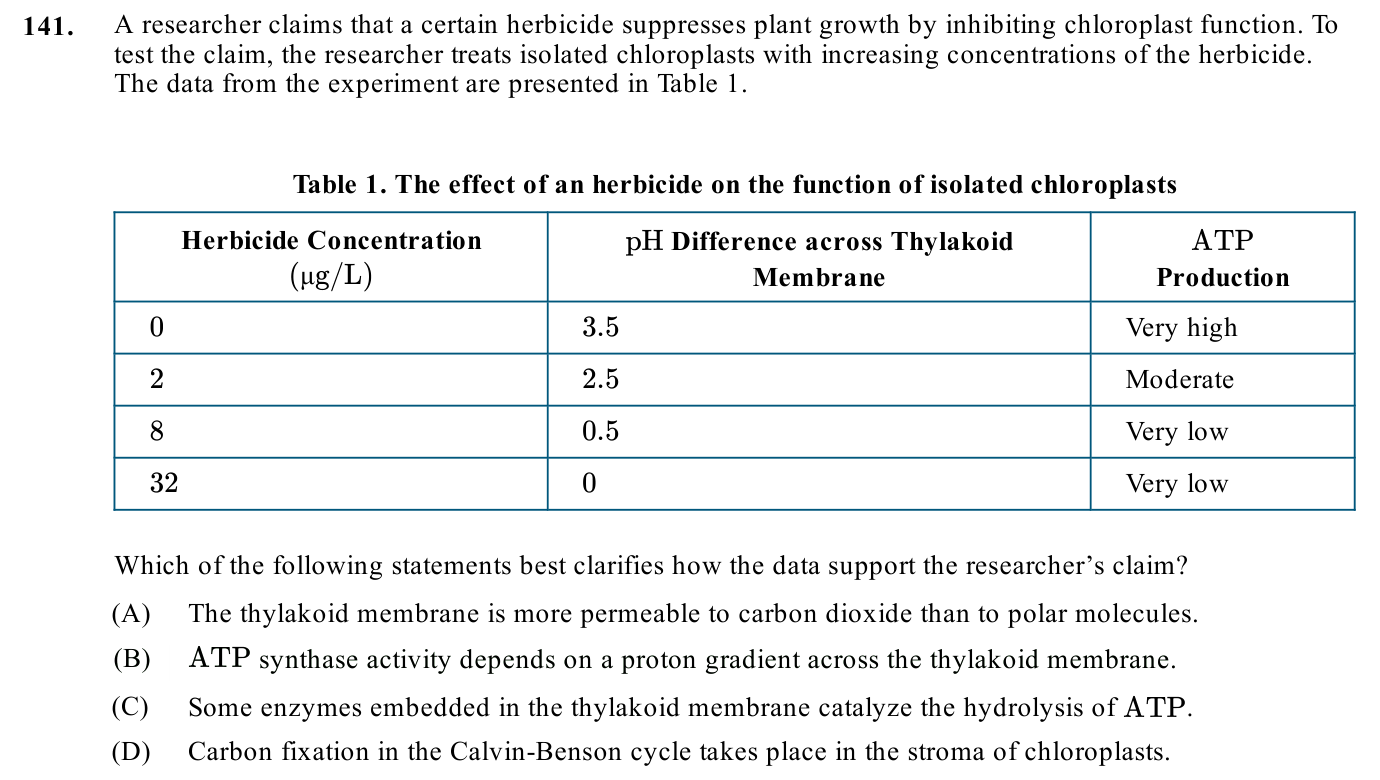 141. A researcher claims that a certain herbicide suppresses plant growth by inhibiting chloroplast function. To
test the claim, the researcher treats isolated chloroplasts with increasing concentrations of the herbicide.
The data from the experiment are presented in Table 1.
Table 1. The effect of an herbicide on the function of isolated chloroplasts
Herbicide Concentration (μg/L) | pH Difference across Thylakoid Membrane | ATP Production
0 | 3.5 | Very high
2 | 2.5 | Moderate
8 | 0.5 | Very low
32 | 0 | Very low
Which of the following statements best clarifies how the data support the researcher’s claim?
(A) The thylakoid membrane is more permeable to carbon dioxide than to polar molecules.
(B) ATP synthase activity depends on a proton gradient across the thylakoid membrane.
(C) Some enzymes embedded in the thylakoid membrane catalyze the hydrolysis of ATP.
(D) Carbon fixation in the Calvin-Benson cycle takes place in the stroma of chloroplasts.